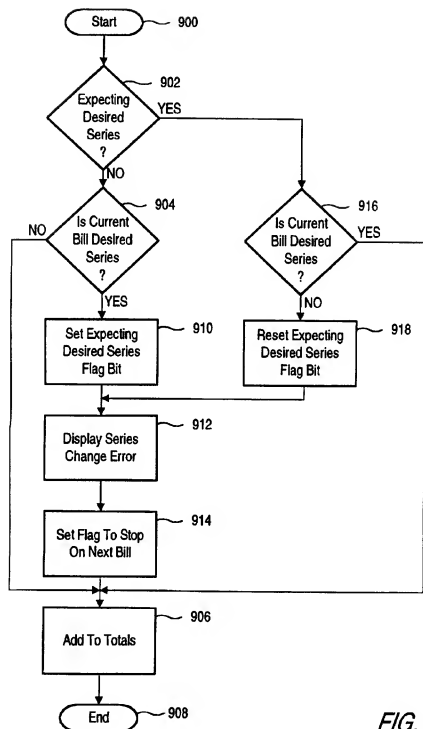 Start
900
902
Expecting
Desired
Series
?
YES
NO
904
916
NO
Is Current
Bill Desired
Series
?
Is Current
Bill Desired
Series
?
YES
YES
NO
910
Set Expecting
Desired Series
Flag Bit
918
Reset Expecting
Desired Series
Flag Bit
912
Display Series
Change Error
914
Set Flag To Stop
On Next Bill
906
Add To Totals
End
908
FIG.